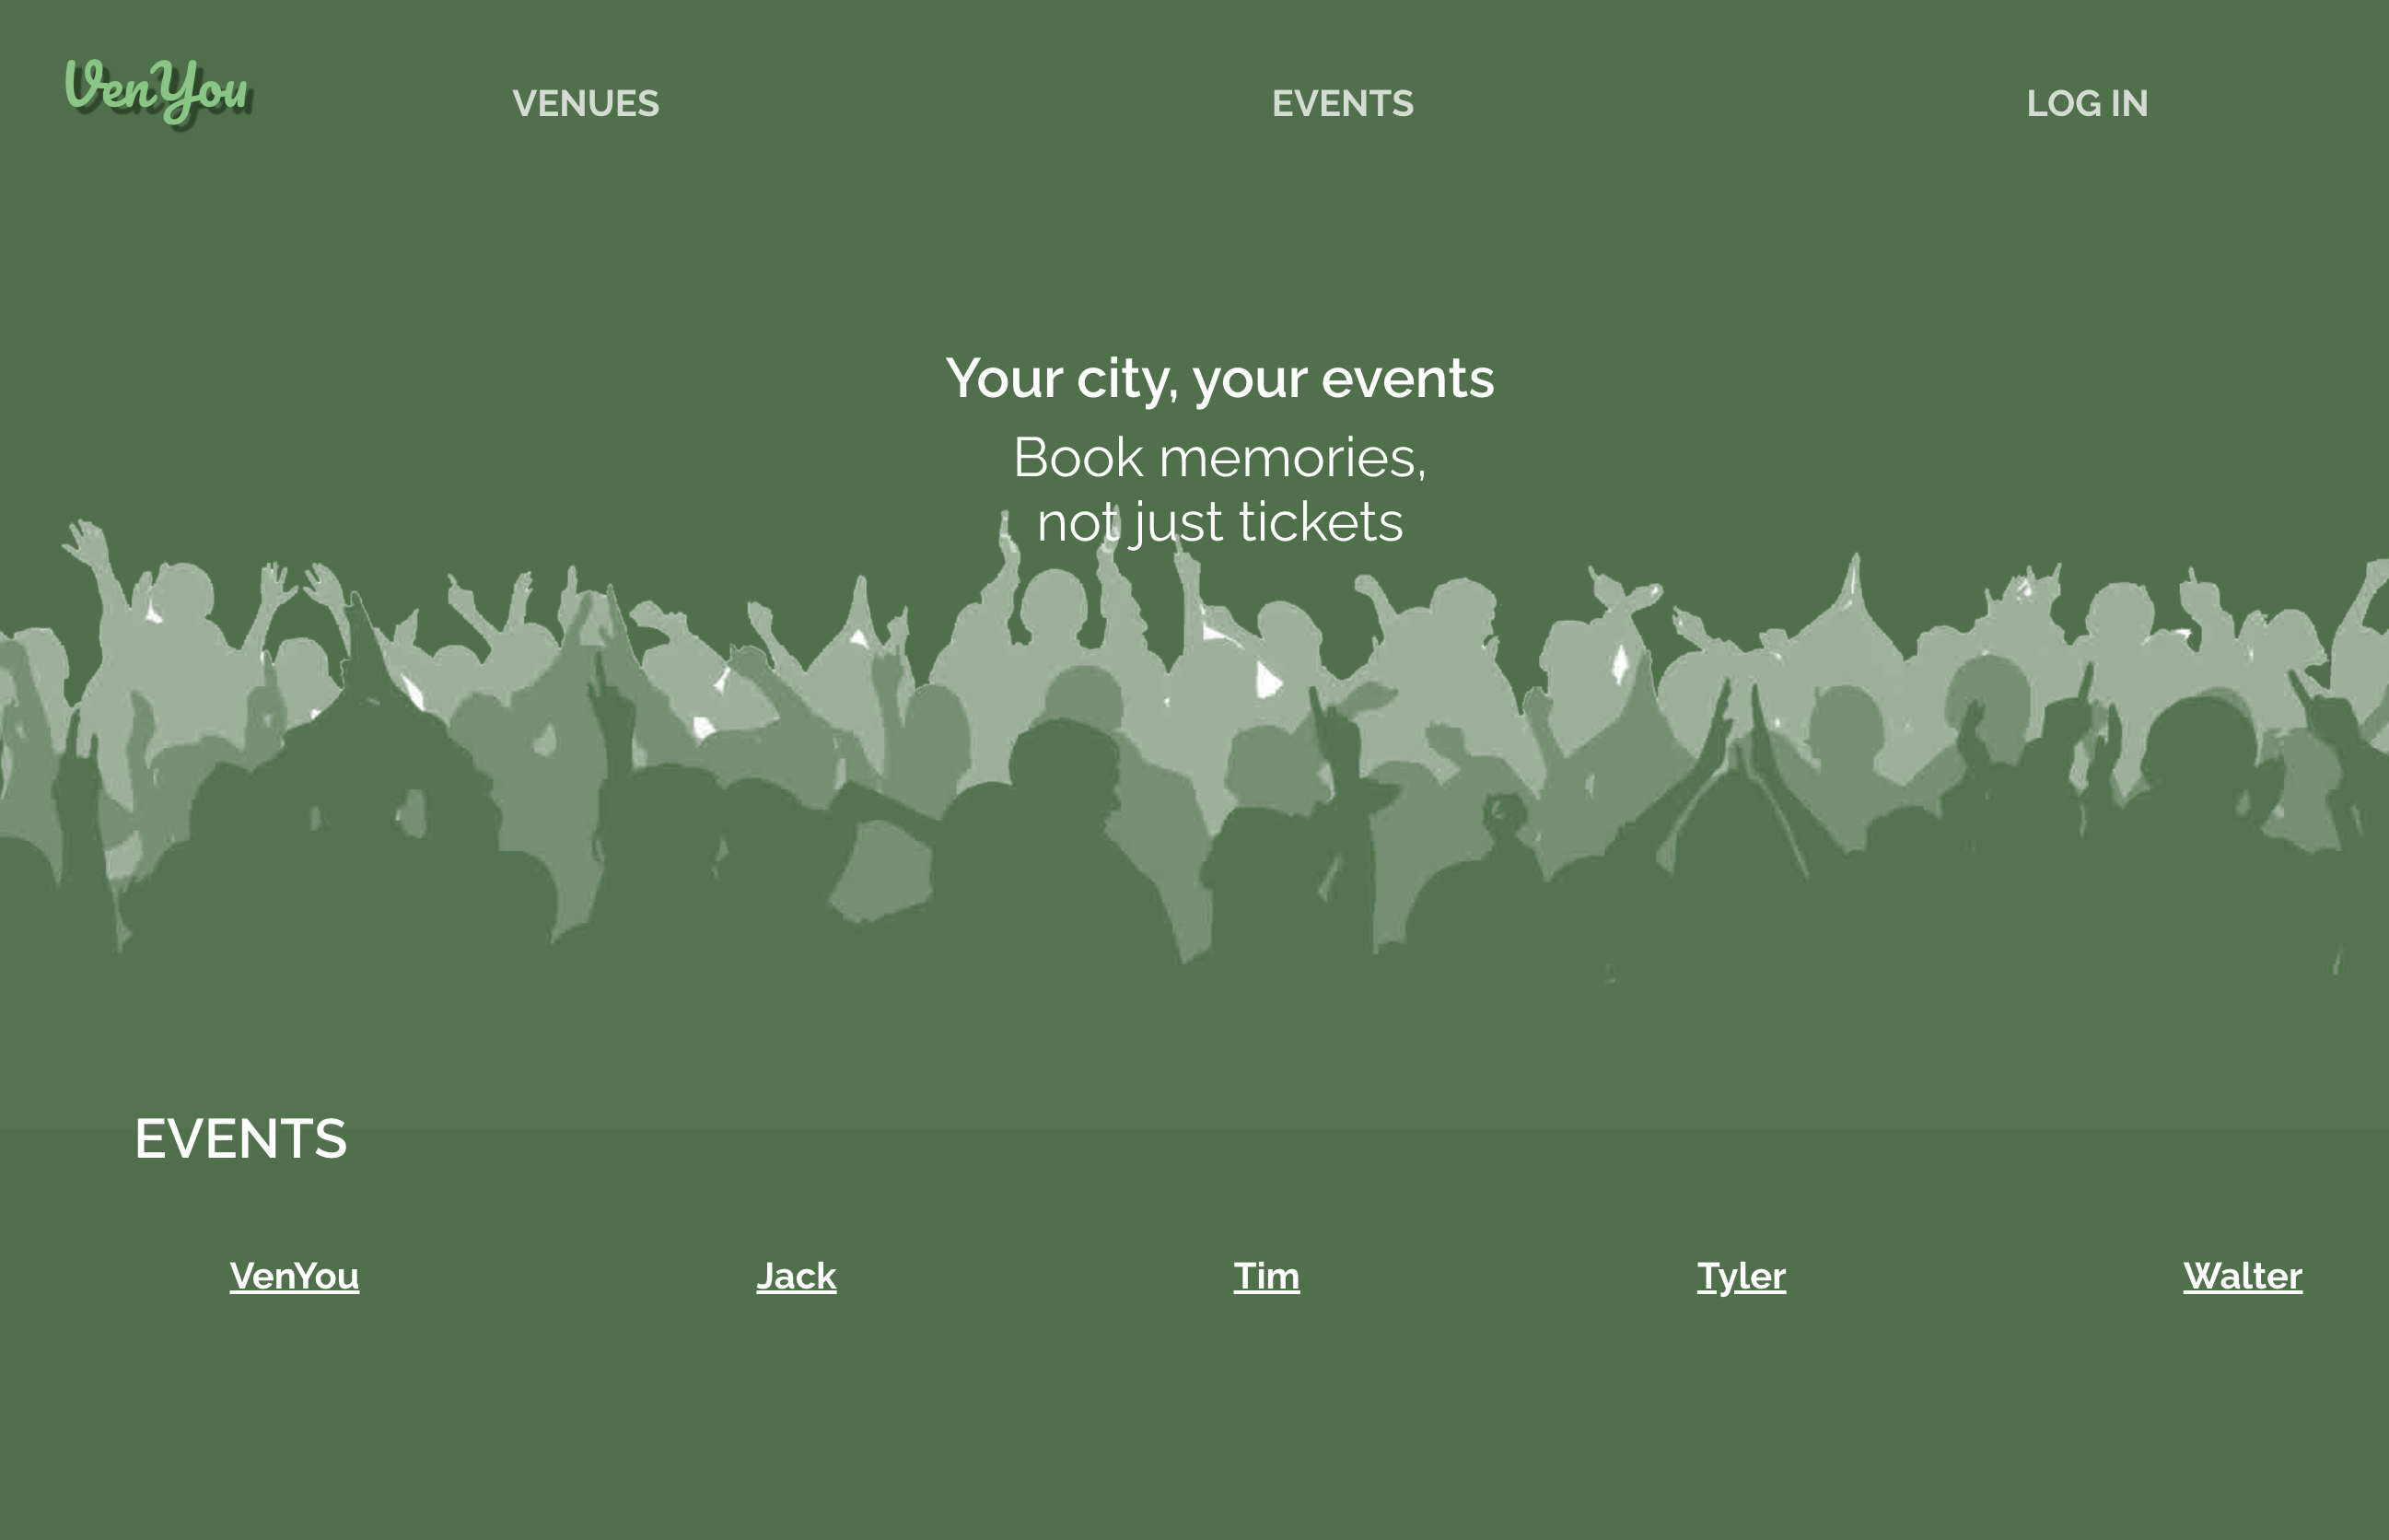 VenYou
VENUES
EVENTS
LOG IN
Your city, your events
Book memories,
not just tickets
EVENTS
VenYou
Jack
Tim
Tyler
Walter